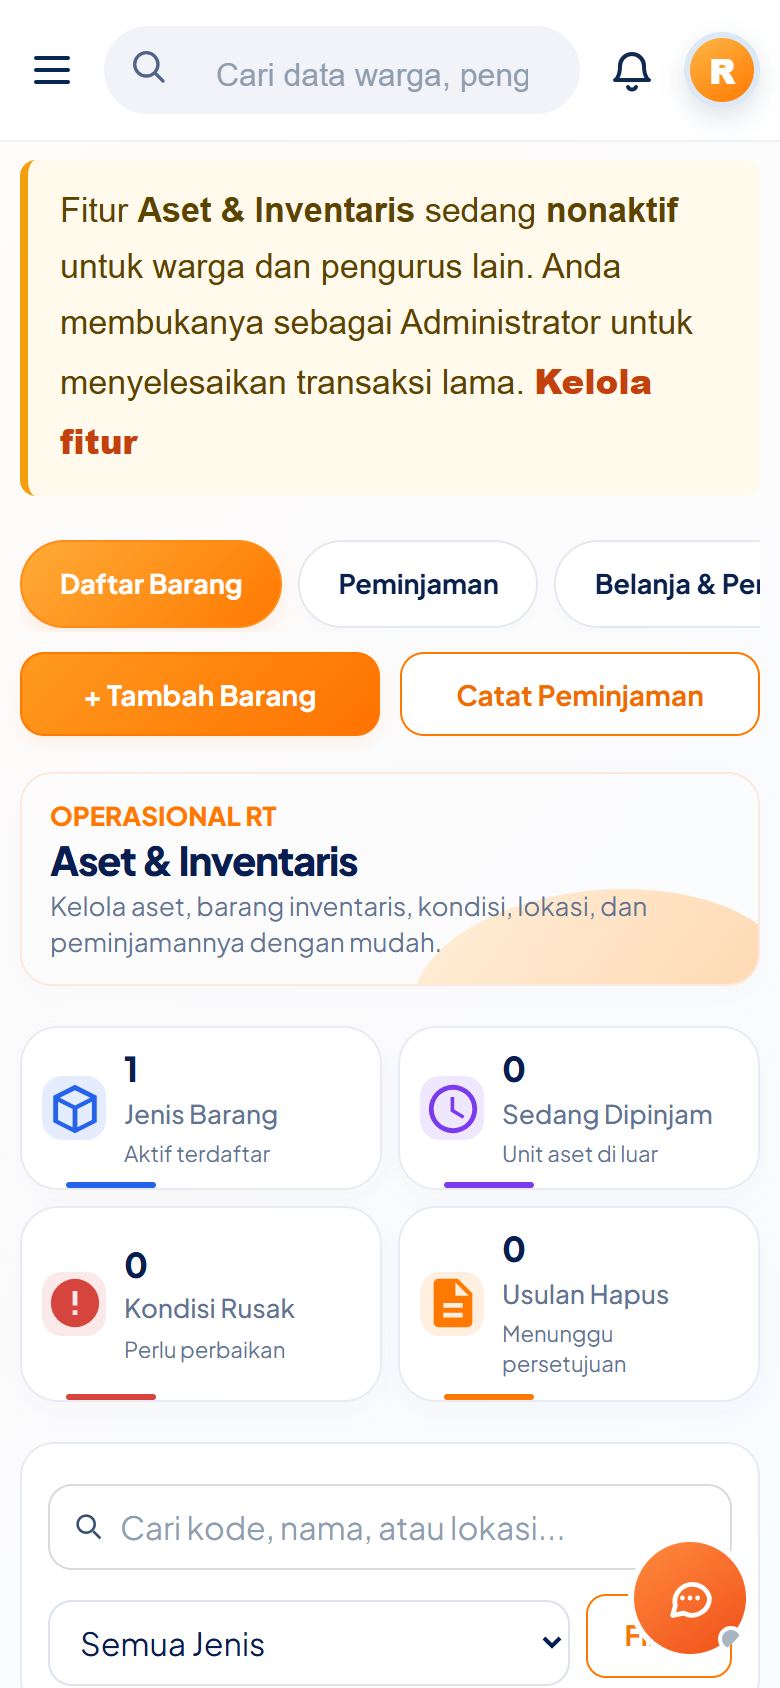 Cari data warga, peng
R
Fitur Aset & Inventaris sedang nonaktif
untuk warga dan pengurus lain. Anda
membukanya sebagai Administrator untuk
menyelesaikan transaksi lama. Kelola
fitur
Daftar Barang
Peminjaman
Belanja & Per
+ Tambah Barang
Catat Peminjaman
OPERASIONAL RT
Aset & Inventaris
Kelola aset, barang inventaris, kondisi, lokasi, dan
peminjamannya dengan mudah.
1
Jenis Barang
Aktif terdaftar
0
Sedang Dipinjam
Unit aset di luar
0
Kondisi Rusak
Perlu perbaikan
0
Usulan Hapus
Menunggu
persetujuan
Cari kode, nama, atau lokasi...
Semua Jenis